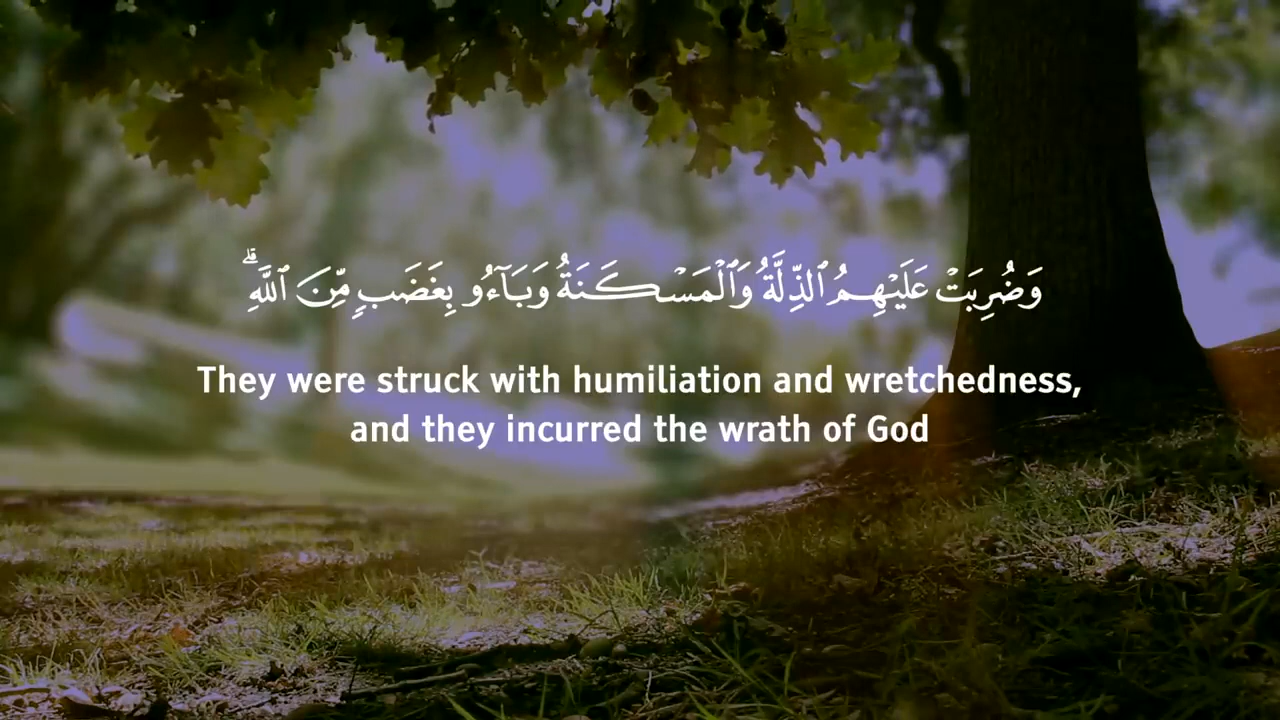 وَضُرِبَتْ عَلَيْهِمُ ٱلذِّلَّةُ وَٱلْمَسْكَنَةُ وَبَآءُو بِغَضَبٍ مِّنَ ٱللَّهِ ۗ
They were struck with humiliation and wretchedness,
and they incurred the wrath of God